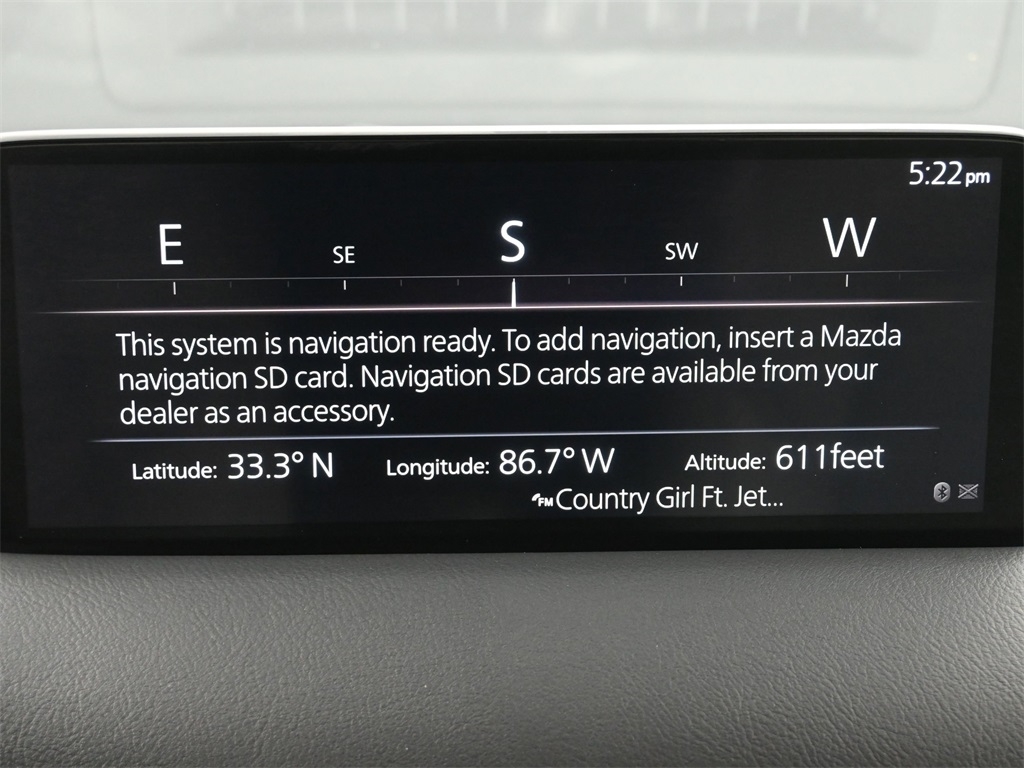 5:22pm
E SE S SW W
This system is navigation ready. To add navigation, insert a Mazda
navigation SD card. Navigation SD cards are available from your
dealer as an accessory.
Latitude: 33.3° N Longitude: 86.7° W Altitude: 611feet
FM Country Girl Ft. Jet...